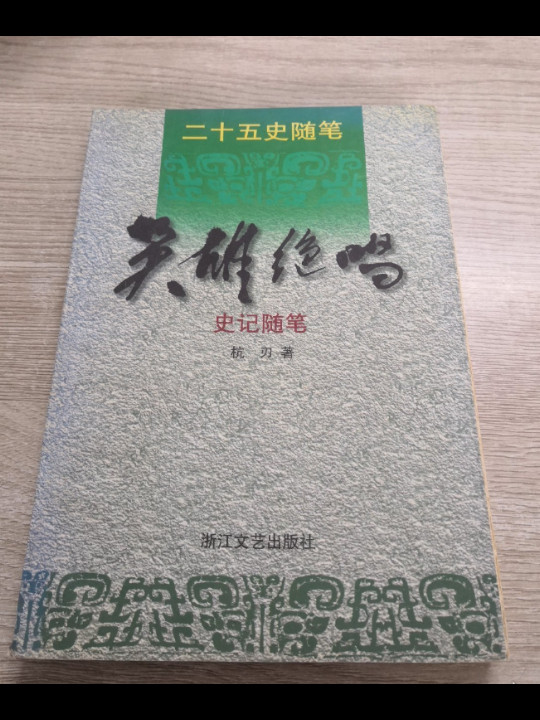 二十五史随笔
英雄绝唱
史记随笔
杭 刃 著
浙江文艺出版社